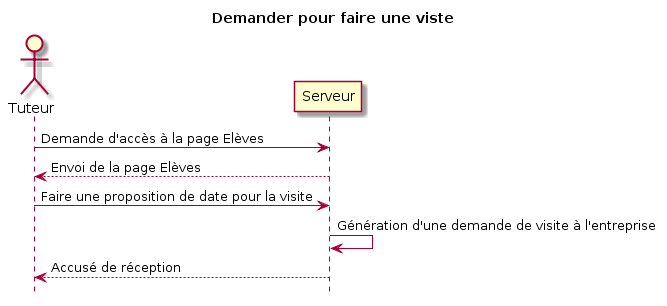 Demander pour faire une viste
Tuteur
Serveur
Demande d'accès à la page Elèves
Envoi de la page Elèves
Faire une proposition de date pour la visite
Génération d'une demande de visite à l'entreprise
Accusé de réception